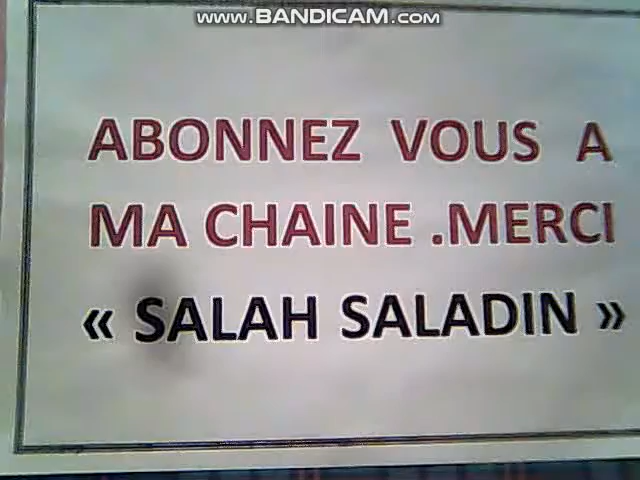 www.BANDICAM.com
ABONNEZ VOUS A
MA CHAINE .MERCI
« SALAH SALADIN »